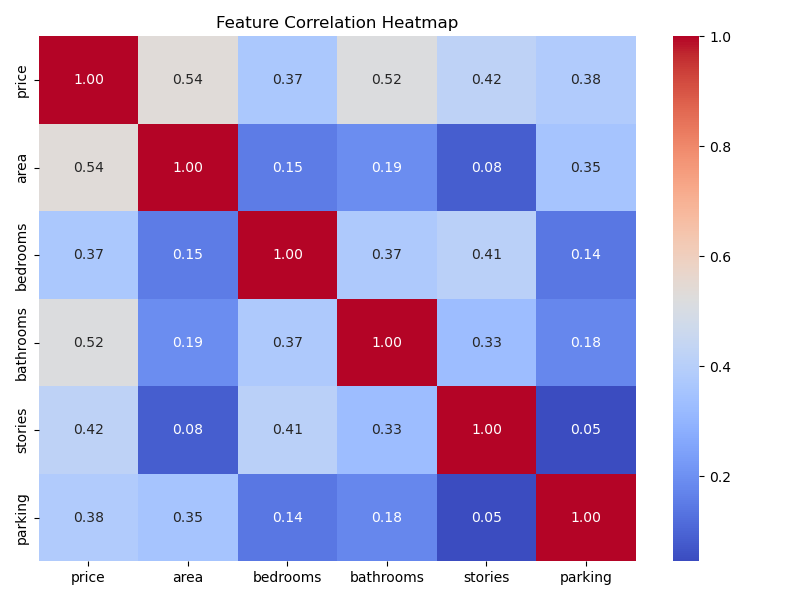 Feature Correlation Heatmap
price 1.00 0.54 0.37 0.52 0.42 0.38
area 0.54 1.00 0.15 0.19 0.08 0.35
bedrooms 0.37 0.15 1.00 0.37 0.41 0.14
bathrooms 0.52 0.19 0.37 1.00 0.33 0.18
stories 0.42 0.08 0.41 0.33 1.00 0.05
parking 0.38 0.35 0.14 0.18 0.05 1.00
price area bedrooms bathrooms stories parking
1.0
0.8
0.6
0.4
0.2